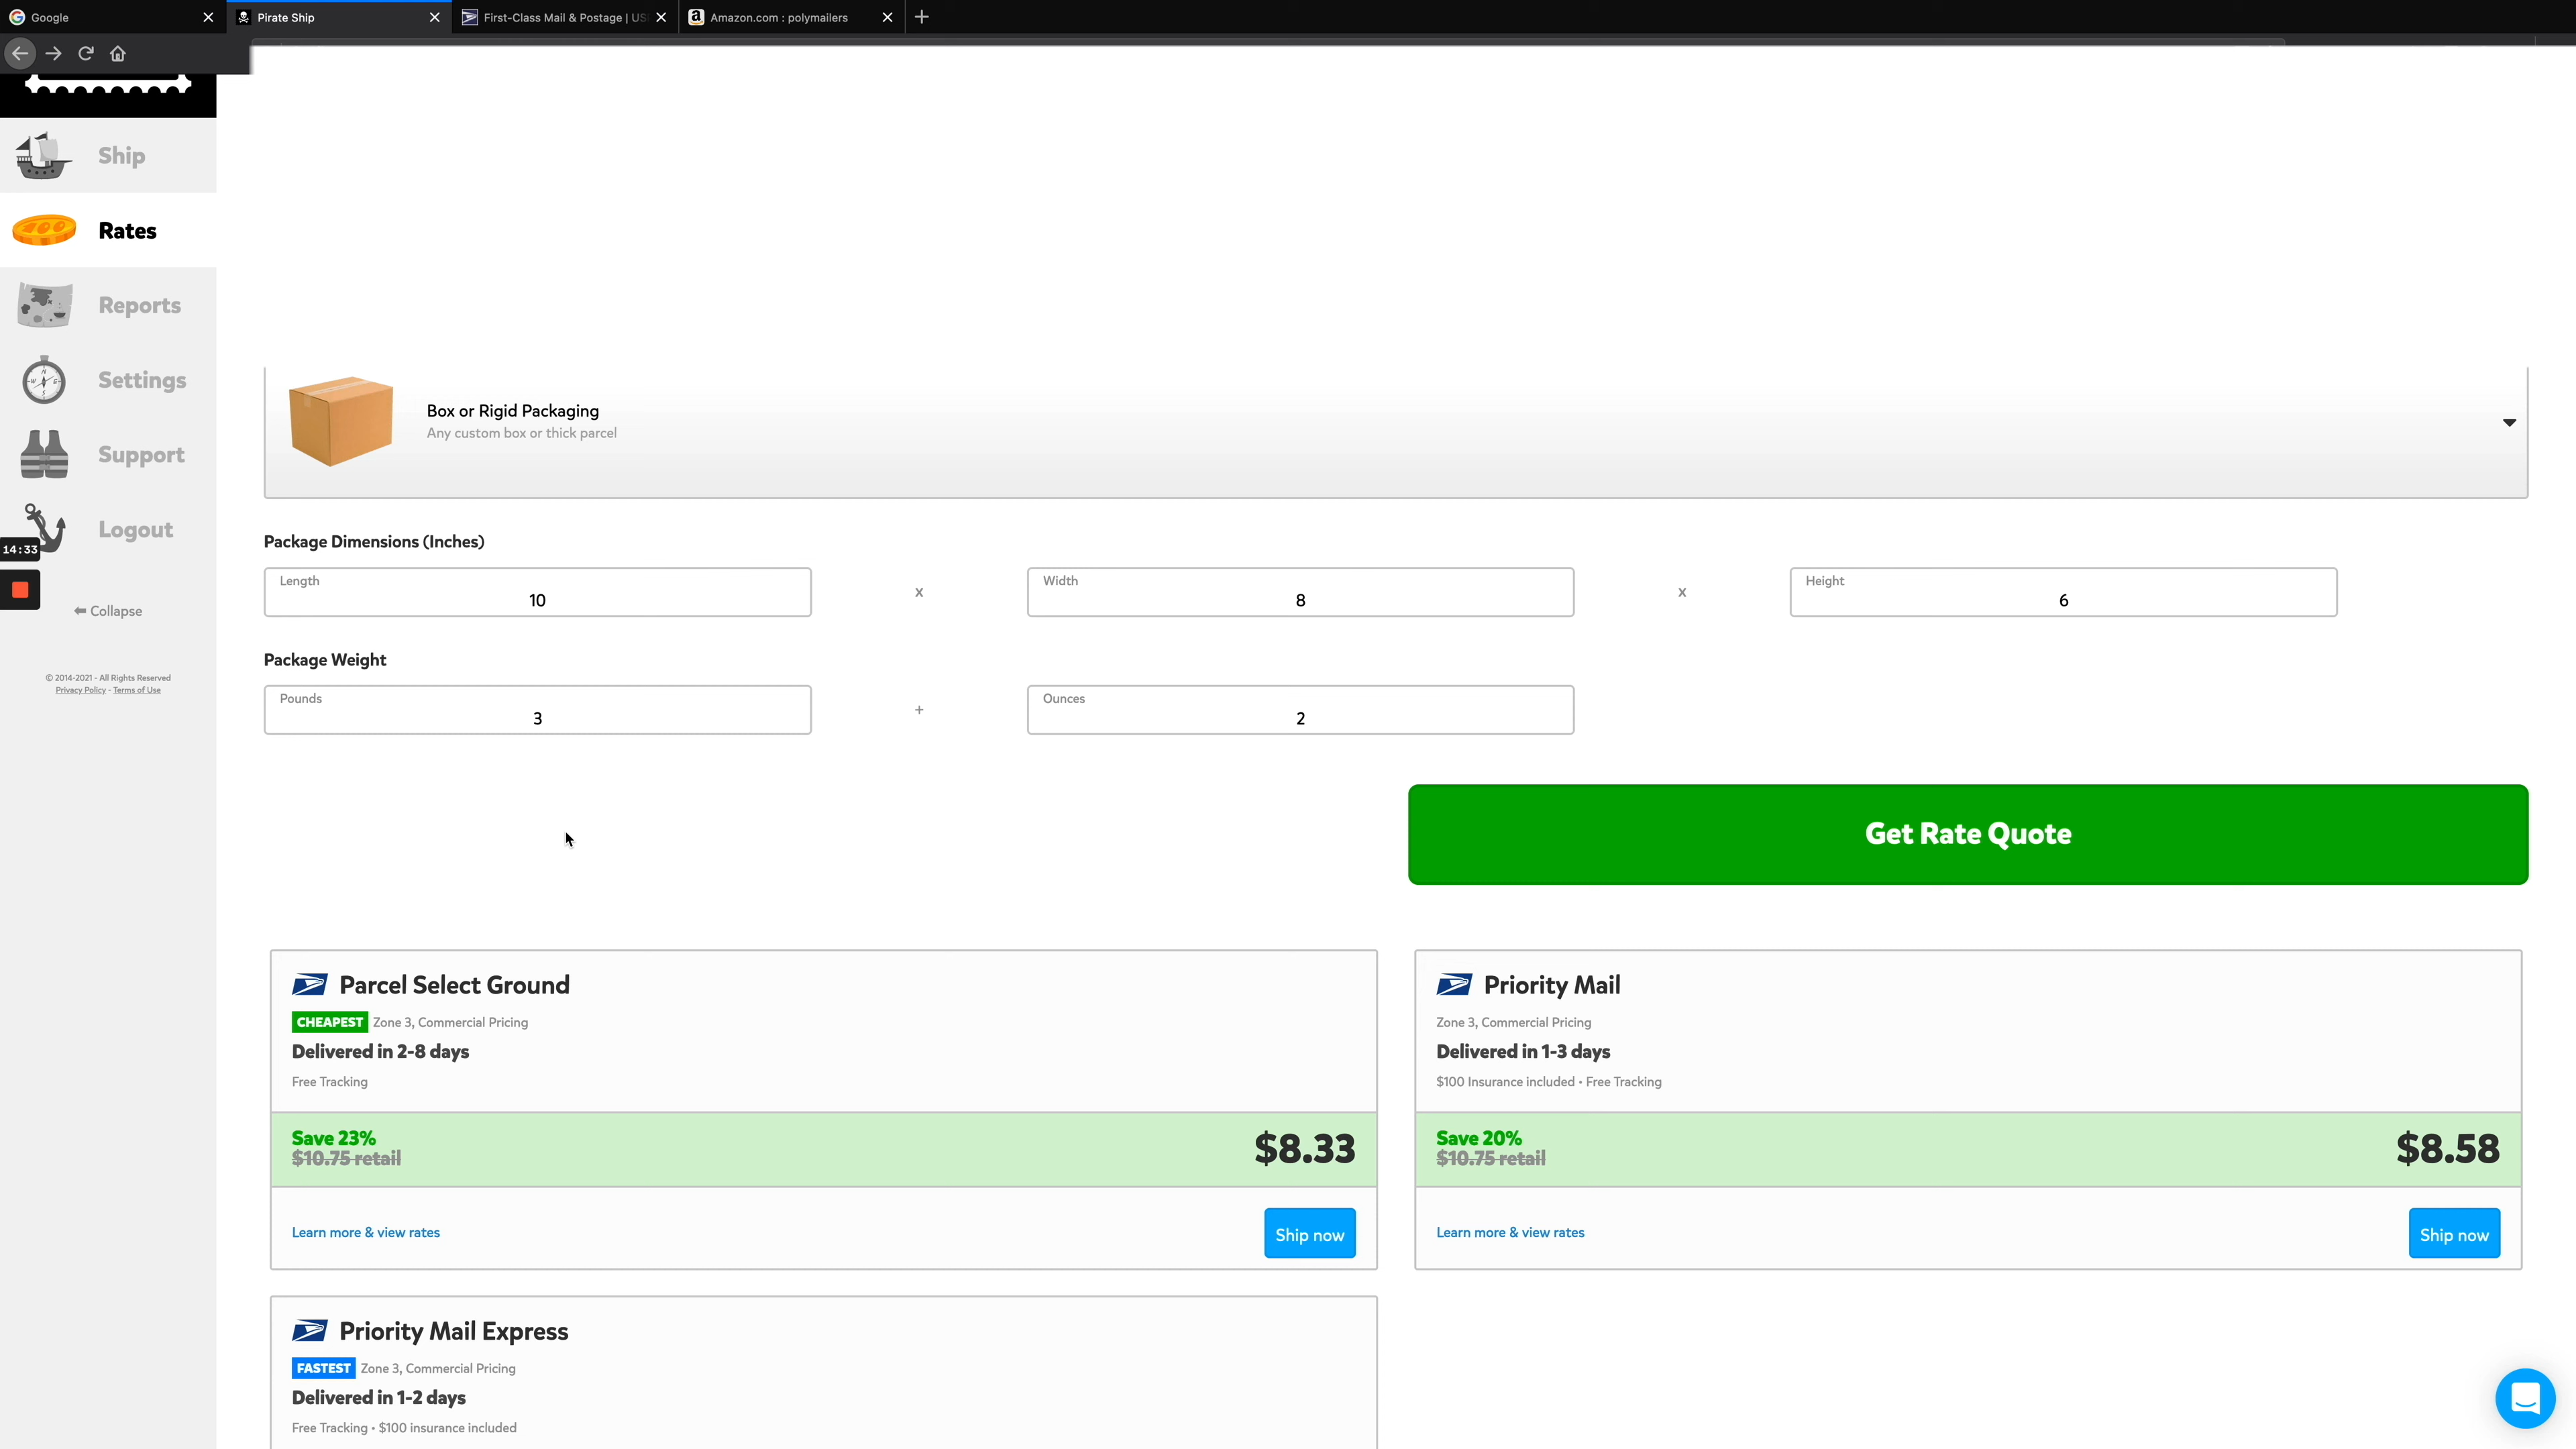 Google
Pirate Ship
First-Class Mail & Postage | US
Amazon.com : polymailers
Ship
Rates
Reports
Settings
Support
Logout
14:33
Collapse
© 2014-2021 - All Rights Reserved
Privacy Policy - Terms of Use
Box or Rigid Packaging
Any custom box or thick parcel
Package Dimensions (Inches)
Length
10
x
Width
8
x
Height
6
Package Weight
Pounds
3
+
Ounces
2
Get Rate Quote
Parcel Select Ground
CHEAPEST Zone 3, Commercial Pricing
Delivered in 2-8 days
Free Tracking
Save 23%
$10.75 retail
$8.33
Learn more & view rates
Ship now
Priority Mail
Zone 3, Commercial Pricing
Delivered in 1-3 days
$100 Insurance included • Free Tracking
Save 20%
$10.75 retail
$8.58
Learn more & view rates
Ship now
Priority Mail Express
FASTEST Zone 3, Commercial Pricing
Delivered in 1-2 days
Free Tracking • $100 insurance included